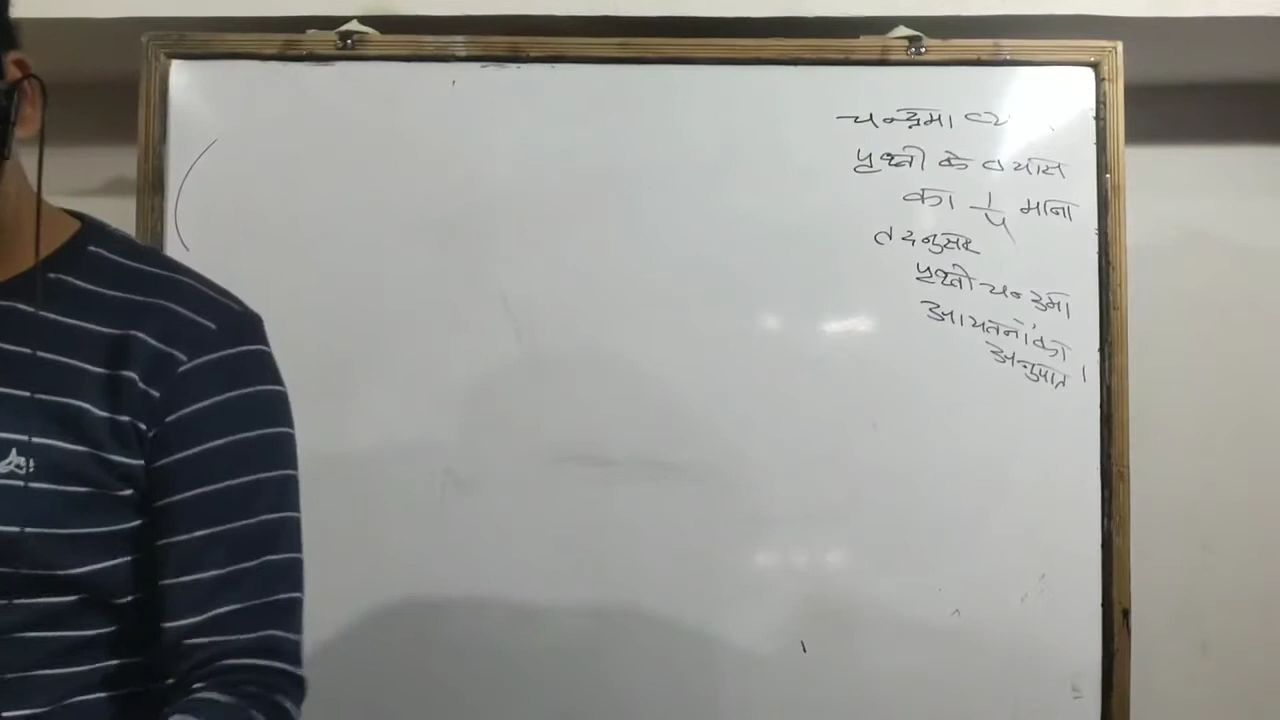 चन्द्रमा व्य
पृथ्वी के व्यास
का 1/4 माना
तदनुसार
पृथ्वी चन्द्रमा
आयतनों का
अनुपात ।